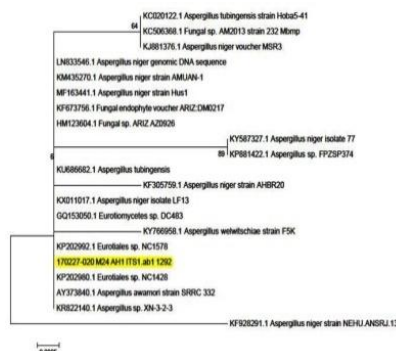 KC020122.1 Aspergillus tubingensis strain Hoba5-41
64
KC506368.1 Fungal sp. AM2013 strain 232 Mbmp
KJ881376.1 Aspergillus niger voucher MSR3
LN833546.1 Aspergillus niger genomic DNA sequence
KM435270.1 Aspergillus niger strain AMUAN-1
MF163441.1 Aspergillus niger strain Hus1
KF673756.1 Fungal endophyte voucher ARIZ:DM0217
HM123604.1 Fungal sp. ARIZ AZ0926
KY587327.1 Aspergillus niger isolate 77
KP881422.1 Aspergillus sp. FPZSP374
KU686682.1 Aspergillus tubingensis
KF305759.1 Aspergillus niger strain AHBR20
KX011017.1 Aspergillus niger isolate LF13
GQ153050.1 Eurotiomycetes sp. DC463
KY766958.1 Aspergillus welwitschiae strain F5K
KP202992.1 Eurotiales sp. NC1578
170227-020 M24 AH1 ITS1.ab1 1292
KP202980.1 Eurotiales sp. NC1428
AY373840.1 Aspergillus awamori strain SRRC 332
KR822140.1 Aspergillus sp. XN-3-2-3
KF928291.1 Aspergillus niger strain NEHU.ANSRJ.13